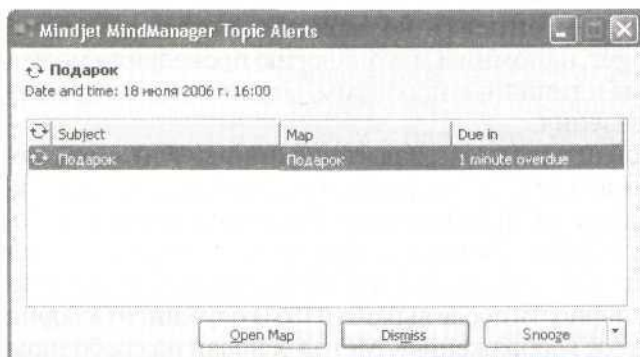 Mindjet MindManager Topic Alerts
Подарок
Date and time: 18 июля 2006 г. 16:00
Subject Map Due in
Подарок Подарок 1 minute overdue
Open Map Dismiss Snooze